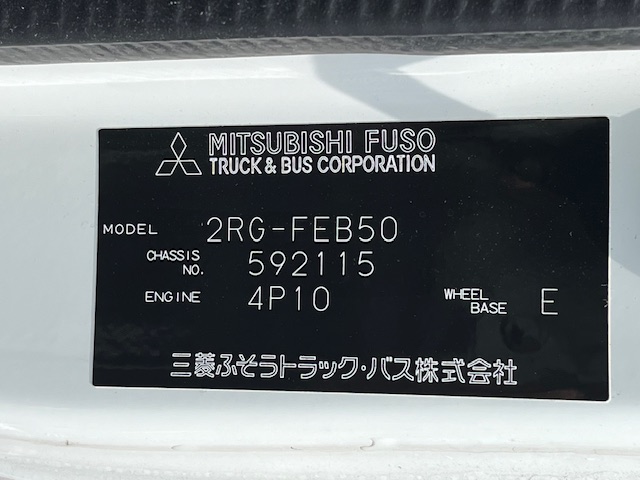 MITSUBISHI FUSO
TRUCK & BUS CORPORATION
MODEL 2RG-FEB50
CHASSIS NO. 592115
ENGINE 4P10 WHEEL BASE E
三菱ふそうトラック・バス株式会社